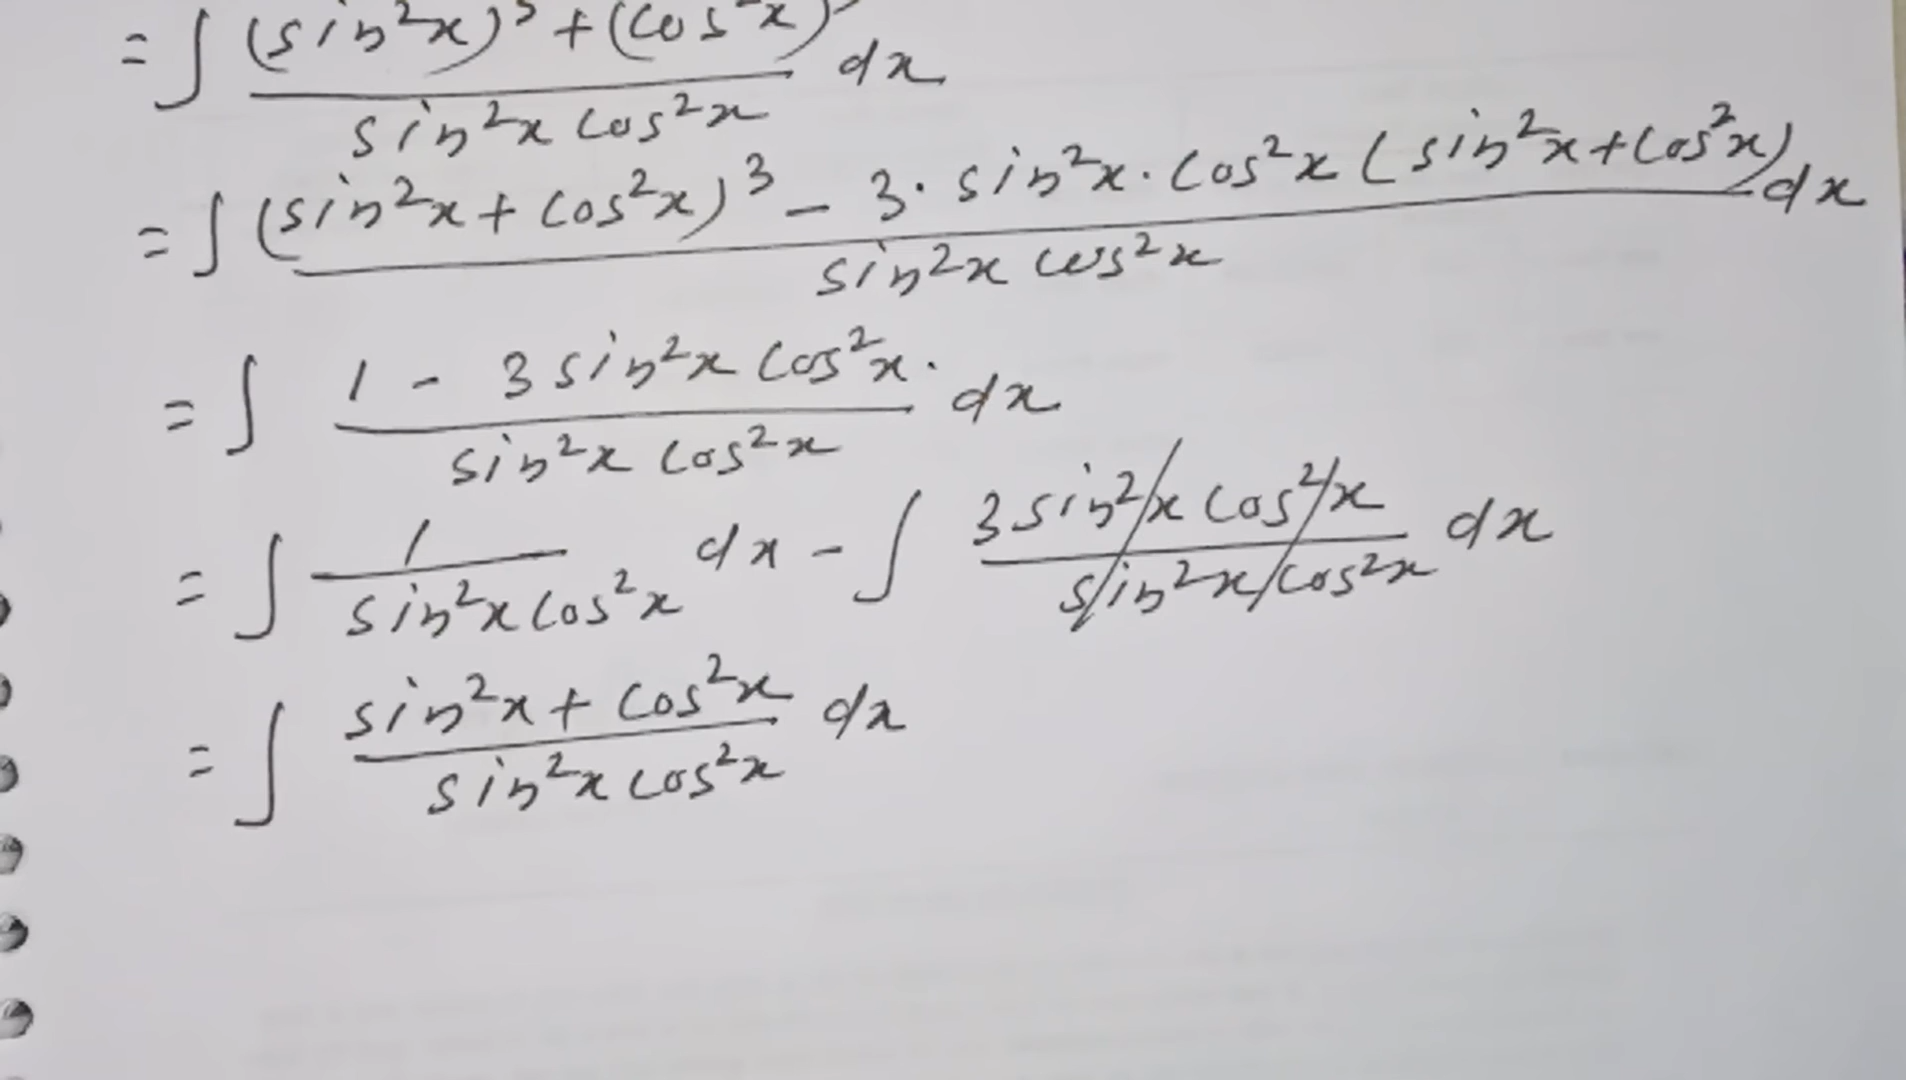 = ∫ (sin²x)³ + (cos²x)³ / sin²x cos²x dx
= ∫ (sin²x + cos²x)³ - 3 · sin²x · cos²x (sin²x + cos²x) / sin²x cos²x dx
= ∫ 1 - 3 sin²x cos²x · / sin²x cos²x dx
= ∫ 1 / sin²x cos²x dx - ∫ 3 sin²x cos²x / sin²x cos²x dx
= ∫ sin²x + cos²x / sin²x cos²x dx